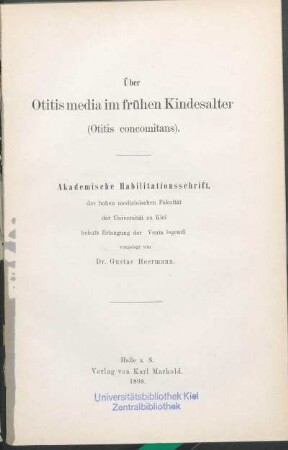 Über
Otitis media im frühen Kindesalter
(Otitis concomitans).
Akademische Habilitationsschrift,
der hohen medizinischen Fakultät
der Universität zu Kiel
behufs Erlangung der Venia legendi
vorgelegt von
Dr. Gustav Heermann.
Halle a. S.
Verlag von Karl Marhold.
1898.
Universitätsbibliothek Kiel
Zentralbibliothek